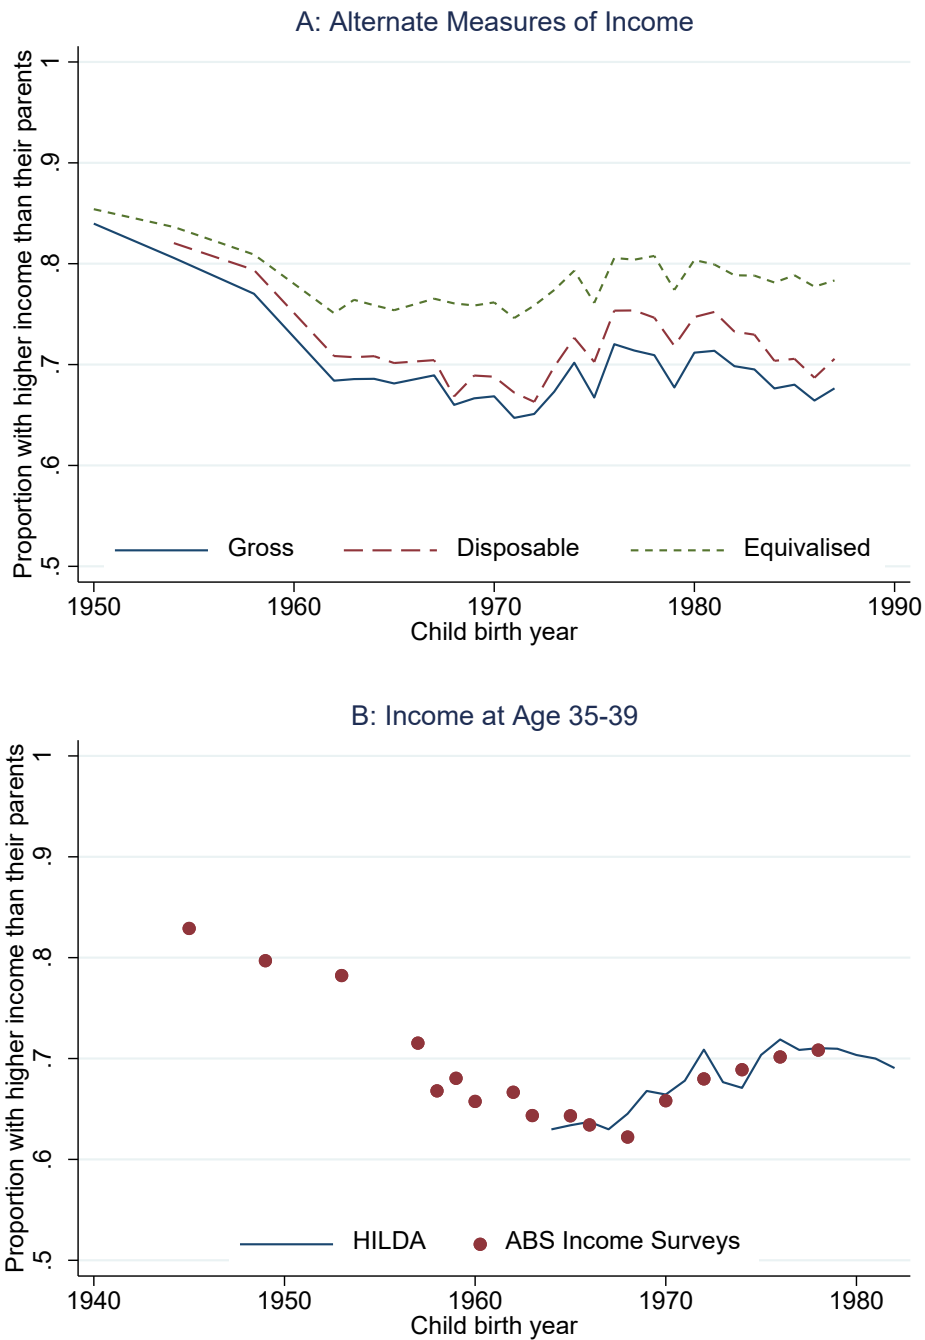 A: Alternate Measures of Income
Proportion with higher income than their parents
1
.9
.8
.7
.6
.5
Gross Disposable Equivalised
1950 1960 1970 1980 1990
Child birth year
B: Income at Age 35-39
Proportion with higher income than their parents
1
.9
.8
.7
.6
.5
HILDA ABS Income Surveys
1940 1950 1960 1970 1980
Child birth year